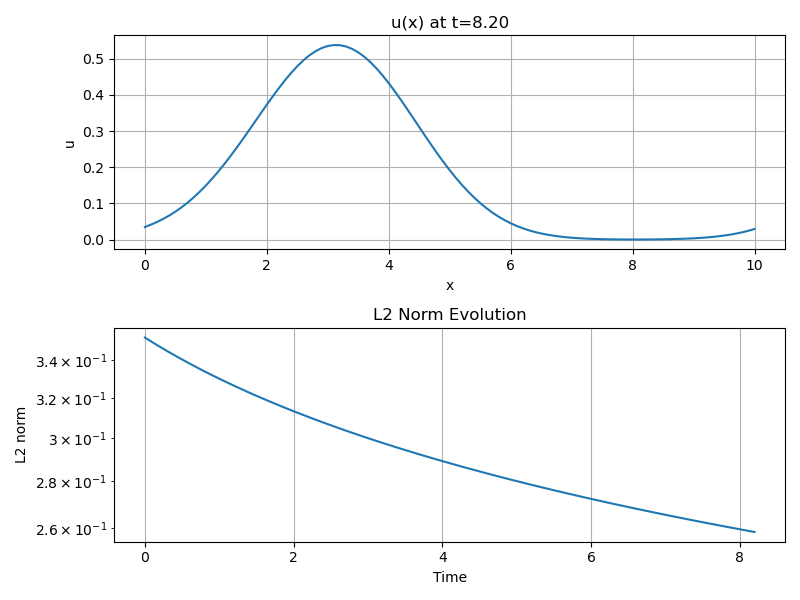 u(x) at t=8.20
u
0.5
0.4
0.3
0.2
0.1
0.0
0 2 4 6 8 10
x
L2 Norm Evolution
L2 norm
3.4 × 10⁻¹
3.2 × 10⁻¹
3 × 10⁻¹
2.8 × 10⁻¹
2.6 × 10⁻¹
0 2 4 6 8
Time